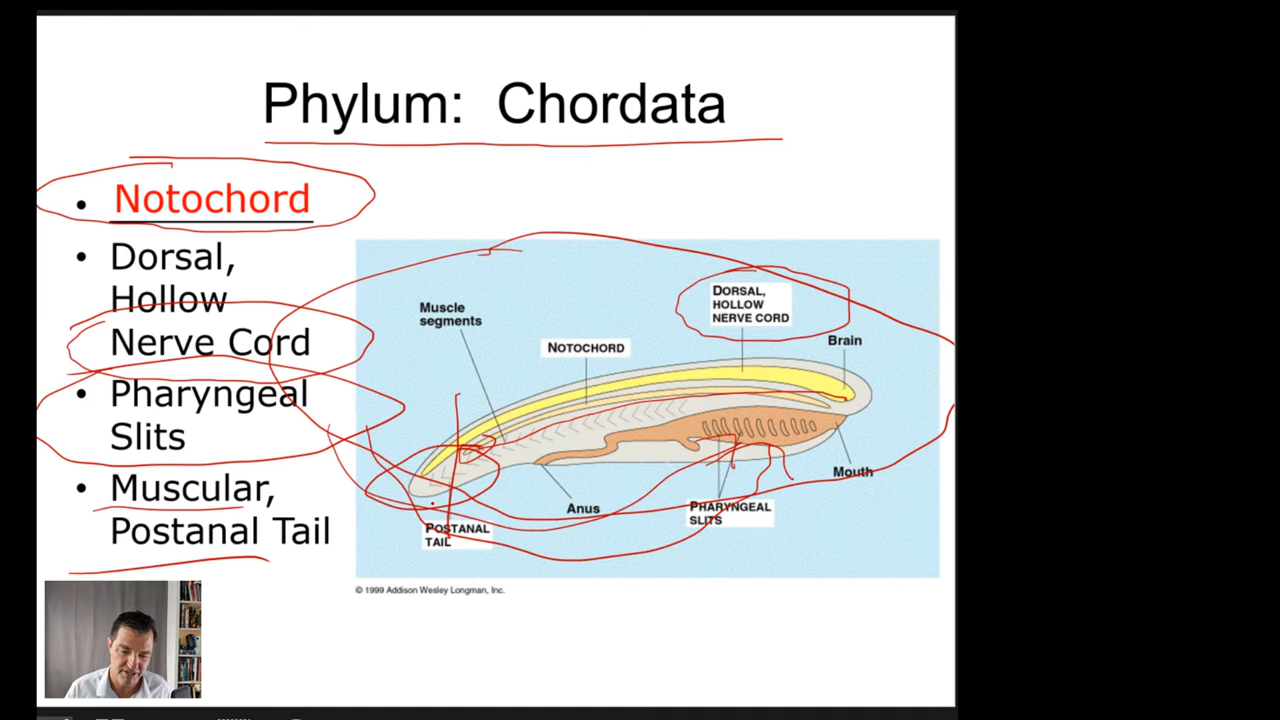 Phylum: Chordata
• Notochord
• Dorsal,
Hollow
Nerve Cord
• Pharyngeal
Slits
• Muscular,
Postanal Tail
Muscle
segments
NOTOCHORD
DORSAL,
HOLLOW
NERVE CORD
Brain
Mouth
PHARYNGEAL
SLITS
Anus
POSTANAL
TAIL
© 1999 Addison Wesley Longman, Inc.